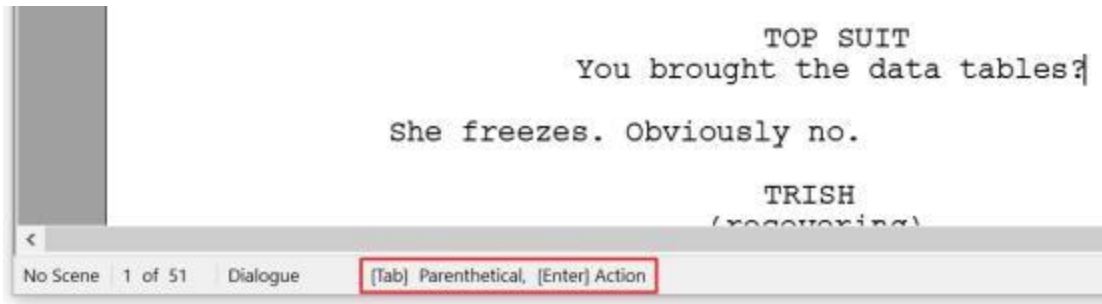 TOP SUIT
You brought the data tables?
She freezes. Obviously no.
TRISH
(recovering)
No Scene 1 of 51 Dialogue [Tab] Parenthetical, [Enter] Action